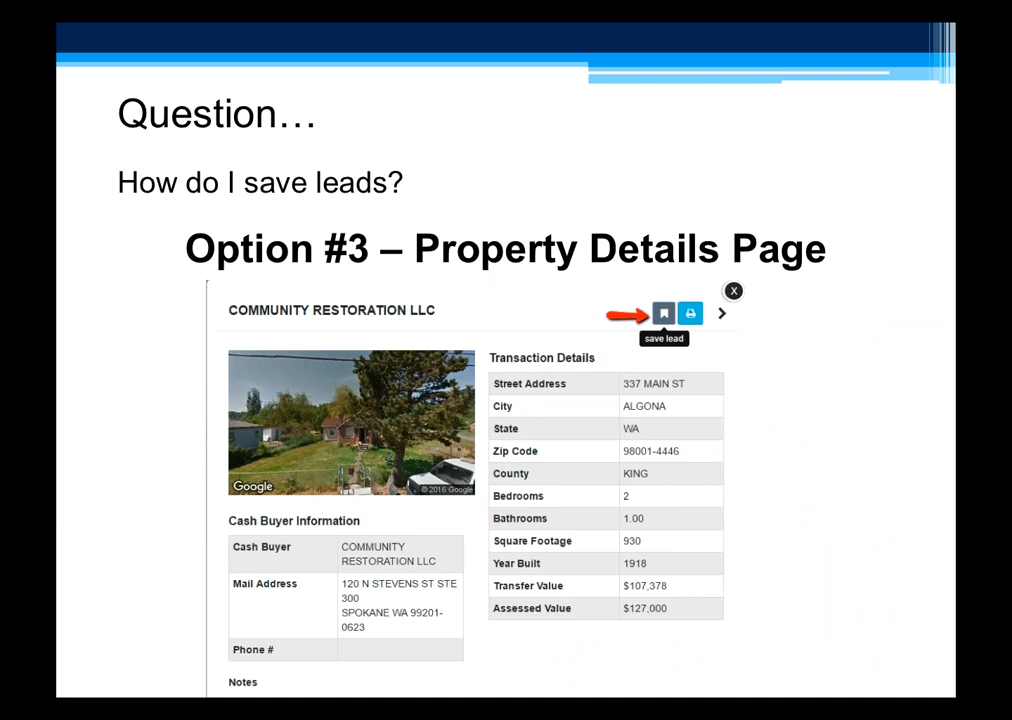 Question…
How do I save leads?
Option #3 – Property Details Page
X
COMMUNITY RESTORATION LLC
save lead
Google
© 2016 Google
Transaction Details
Street Address 337 MAIN ST
City ALGONA
State WA
Zip Code 98001-4446
County KING
Bedrooms 2
Bathrooms 1.00
Square Footage 930
Year Built 1918
Transfer Value $107,378
Assessed Value $127,000
Cash Buyer Information
Cash Buyer COMMUNITY
RESTORATION LLC
Mail Address 120 N STEVENS ST STE
300
SPOKANE WA 99201-
0623
Phone #
Notes